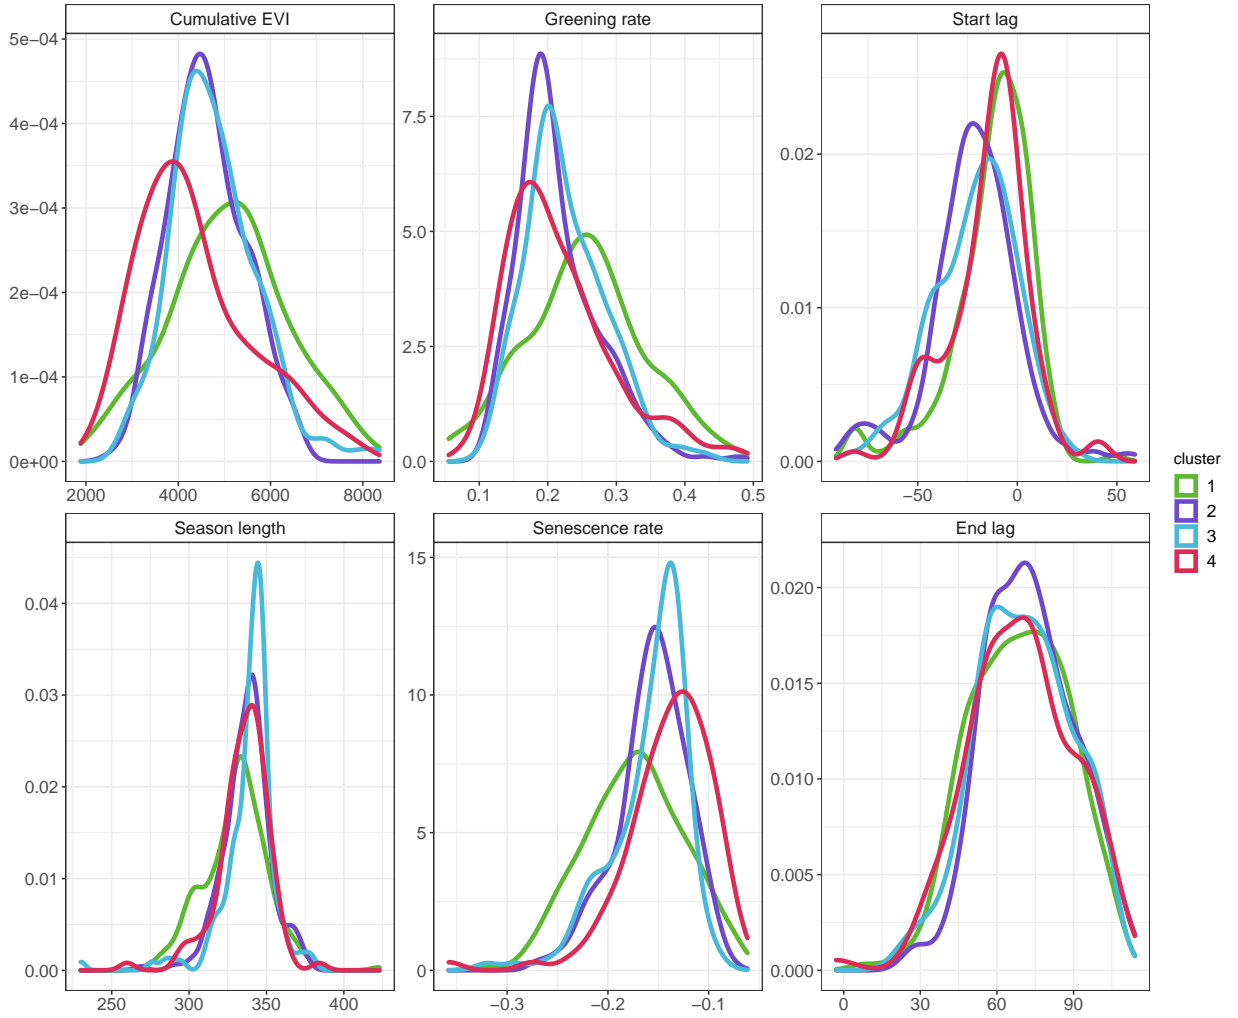 Cumulative EVI
Greening rate
Start lag
5e−04
4e−04
3e−04
2e−04
1e−04
0e+00
2000 4000 6000 8000
7.5
5.0
2.5
0.0
0.1 0.2 0.3 0.4 0.5
0.02
0.01
0.00
−50 0 50
Season length
Senescence rate
End lag
0.04
0.03
0.02
0.01
0.00
250 300 350 400
15
10
5
0
−0.3 −0.2 −0.1
0.020
0.015
0.010
0.005
0.000
0 30 60 90
cluster
1
2
3
4